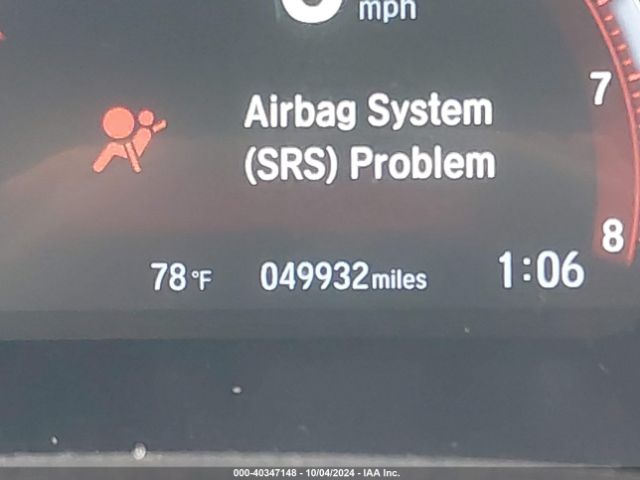 mph
7
Airbag System
(SRS) Problem
8
78°F 049932 miles 1:06
000-40347148 - 10/04/2024 - IAA Inc.